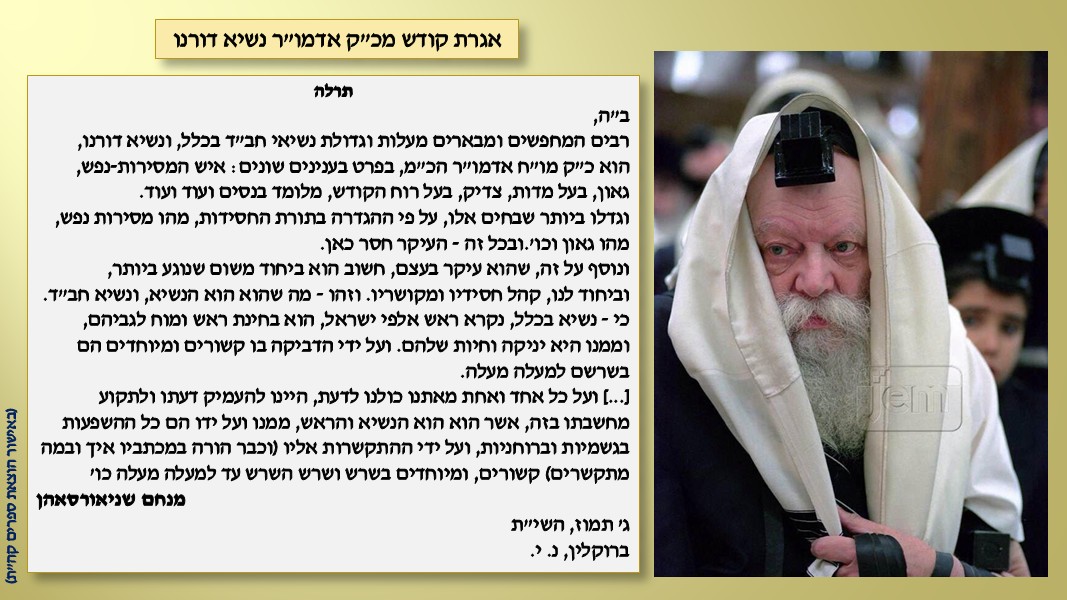 אגרת קודש מכ״ק אדמו״ר נשיא דורנו
תרלה
ב״ה,
רבים המחפשים ומבארים מעלות וגדולת נשיאי חב״ד בכלל, ונשיא דורנו,
הוא כ״ק מו״ח אדמו״ר הכ״מ, בפרט בענינים שונים: איש המסירות-נפש,
גאון, בעל מדות, צדיק, בעל רוח הקודש, מלומד בנסים ועוד ועוד.
וגדלו ביותר שבחים אלו, על פי ההגדרה בתורת החסידות, מהו מסירות נפש,
מהו גאון וכו׳.ובכל זה - העיקר חסר כאן.
ונוסף על זה, שהוא עיקר בעצם, חשוב הוא ביחוד משום שנוגע ביותר,
וביחוד לנו, קהל חסידיו ומקושריו. וזהו - מה שהוא הוא הנשיא, ונשיא חב״ד.
כי - נשיא בכלל, נקרא ראש אלפי ישראל, הוא בחינת ראש ומוח לגביהם,
וממנו היא יניקה וחיות שלהם. ועל ידי הדביקה בו קשורים ומיוחדים הם
בשרשם למעלה מעלה.
[...] ועל כל אחד ואחת מאתנו כולנו לדעת, היינו להעמיק דעתו ולתקוע
מחשבתו בזה, אשר הוא הוא הנשיא והראש, ממנו ועל ידו הם כל ההשפעות
בגשמיות וברוחניות, ועל ידי ההתקשרות אליו (וכבר הורה במכתביו איך ובמה
מתקשרים) קשורים, ומיוחדים בשרש ושרש השרש עד למעלה מעלה כו׳
מנחם שניאורסאהן
ג׳ תמוז, השי״ת
ברוקלין, נ. י.
(באישור הוצאת ספרים קה״ת)
jem